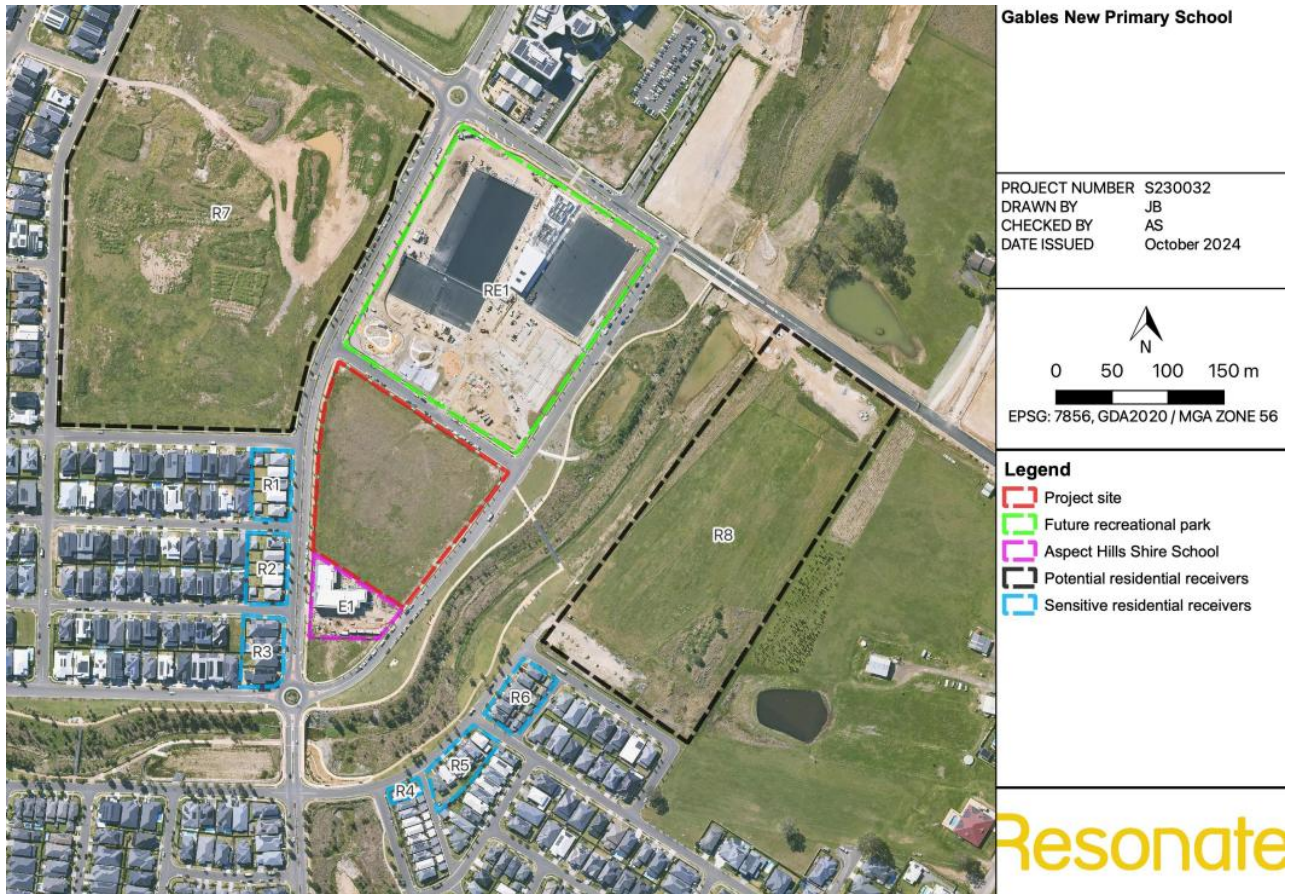 Gables New Primary School
PROJECT NUMBER S230032
DRAWN BY JB
CHECKED BY AS
DATE ISSUED October 2024
N
0 50 100 150 m
EPSG: 7856, GDA2020 / MGA ZONE 56
Legend
Project site
Future recreational park
Aspect Hills Shire School
Potential residential receivers
Sensitive residential receivers
Resonate
R7
RE1
R1
R8
R2
E1
R3
R6
R5
R4